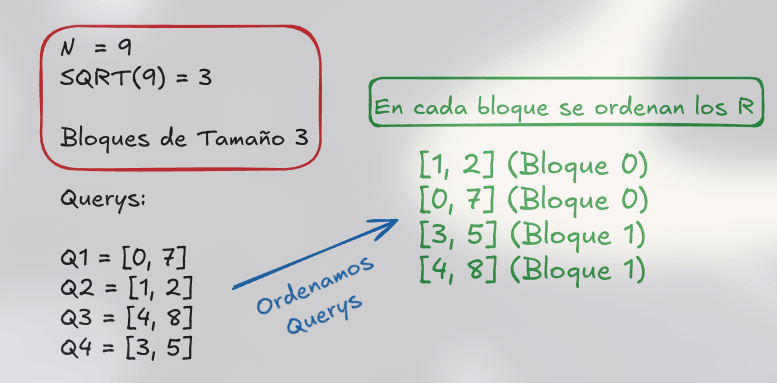 N = 9
SQRT(9) = 3
Bloques de Tamaño 3
Querys:
Q1 = [0, 7]
Q2 = [1, 2]
Q3 = [4, 8]
Q4 = [3, 5]
Ordenamos
Querys
En cada bloque se ordenan los R
[1, 2] (Bloque 0)
[0, 7] (Bloque 0)
[3, 5] (Bloque 1)
[4, 8] (Bloque 1)